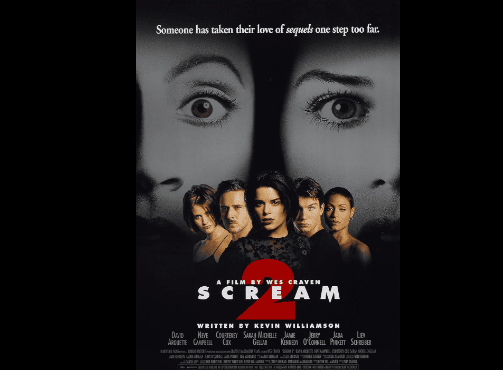 Someone has taken their love of sequels one step too far.
A FILM BY WES CRAVEN
SCREAM
2
WRITTEN BY KEVIN WILLIAMSON
DAVID ARQUETTE NEVE CAMPBELL COURTENEY COX SARAH MICHELLE GELLAR JAMIE KENNEDY JERRY O'CONNELL JADA PINKETT LIEV SCHREIBER